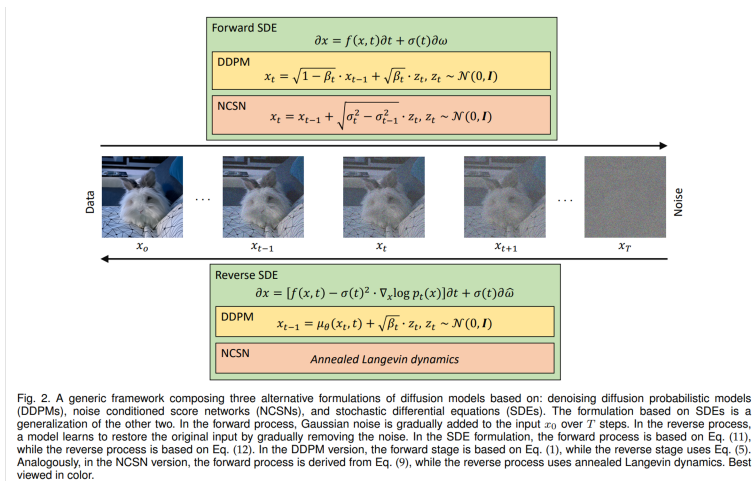 Forward SDE
∂x = f(x, t)∂t + σ(t)∂ω
DDPM
x_t = √(1 − β_t) · x_{t−1} + √β_t · z_t, z_t ~ 𝒩(0, I)
NCSN
x_t = x_{t−1} + √(σ_t^2 − σ_{t−1}^2) · z_t, z_t ~ 𝒩(0, I)
Data
. . .
. . .
Noise
x_o
x_{t−1}
x_t
x_{t+1}
x_T
Reverse SDE
∂x = [f(x, t) − σ(t)^2 · ∇_x log p_t(x)]∂t + σ(t)∂ω̂
DDPM
x_{t−1} = μ_θ(x_t, t) + √β_t · z_t, z_t ~ 𝒩(0, I)
NCSN
Annealed Langevin dynamics
Fig. 2. A generic framework composing three alternative formulations of diffusion models based on: denoising diffusion probabilistic models
(DDPMs), noise conditioned score networks (NCSNs), and stochastic differential equations (SDEs). The formulation based on SDEs is a
generalization of the other two. In the forward process, Gaussian noise is gradually added to the input x_0 over T steps. In the reverse process,
a model learns to restore the original input by gradually removing the noise. In the SDE formulation, the forward process is based on Eq. (11),
while the reverse process is based on Eq. (12). In the DDPM version, the forward stage is based on Eq. (1), while the reverse stage uses Eq. (5).
Analogously, in the NCSN version, the forward process is derived from Eq. (9), while the reverse process uses annealed Langevin dynamics. Best
viewed in color.